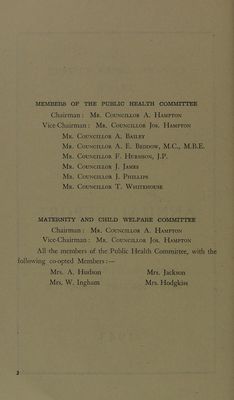 MEMBERS OF THE PUBLIC HEALTH COMMITTEE
Chairman: Mr. Councillor A. Hampton
Vice-Chairman: Mr. Councillor Jos. Hampton
Mr. Councillor A. Bailey
Mr. Councillor A. E. Beddow, M.C., M.B.E.
Mr. Councillor F. Hubbson, J.P.
Mr. Councillor J. James
Mr. Councillor J. Phillips
Mr. Councillor T. Whitehouse
MATERNITY AND CHILD WELFARE COMMITTEE
Chairman: Mr. Councillor A. Hampton
Vice-Chairman: Mr. Councillor Jos. Hampton
All the members of the Public Health Committee, with the
following co-opted Members:—
Mrs. A. Hudson Mrs. Jackson
Mrs. W. Ingham Mrs. Hodgkiss
2